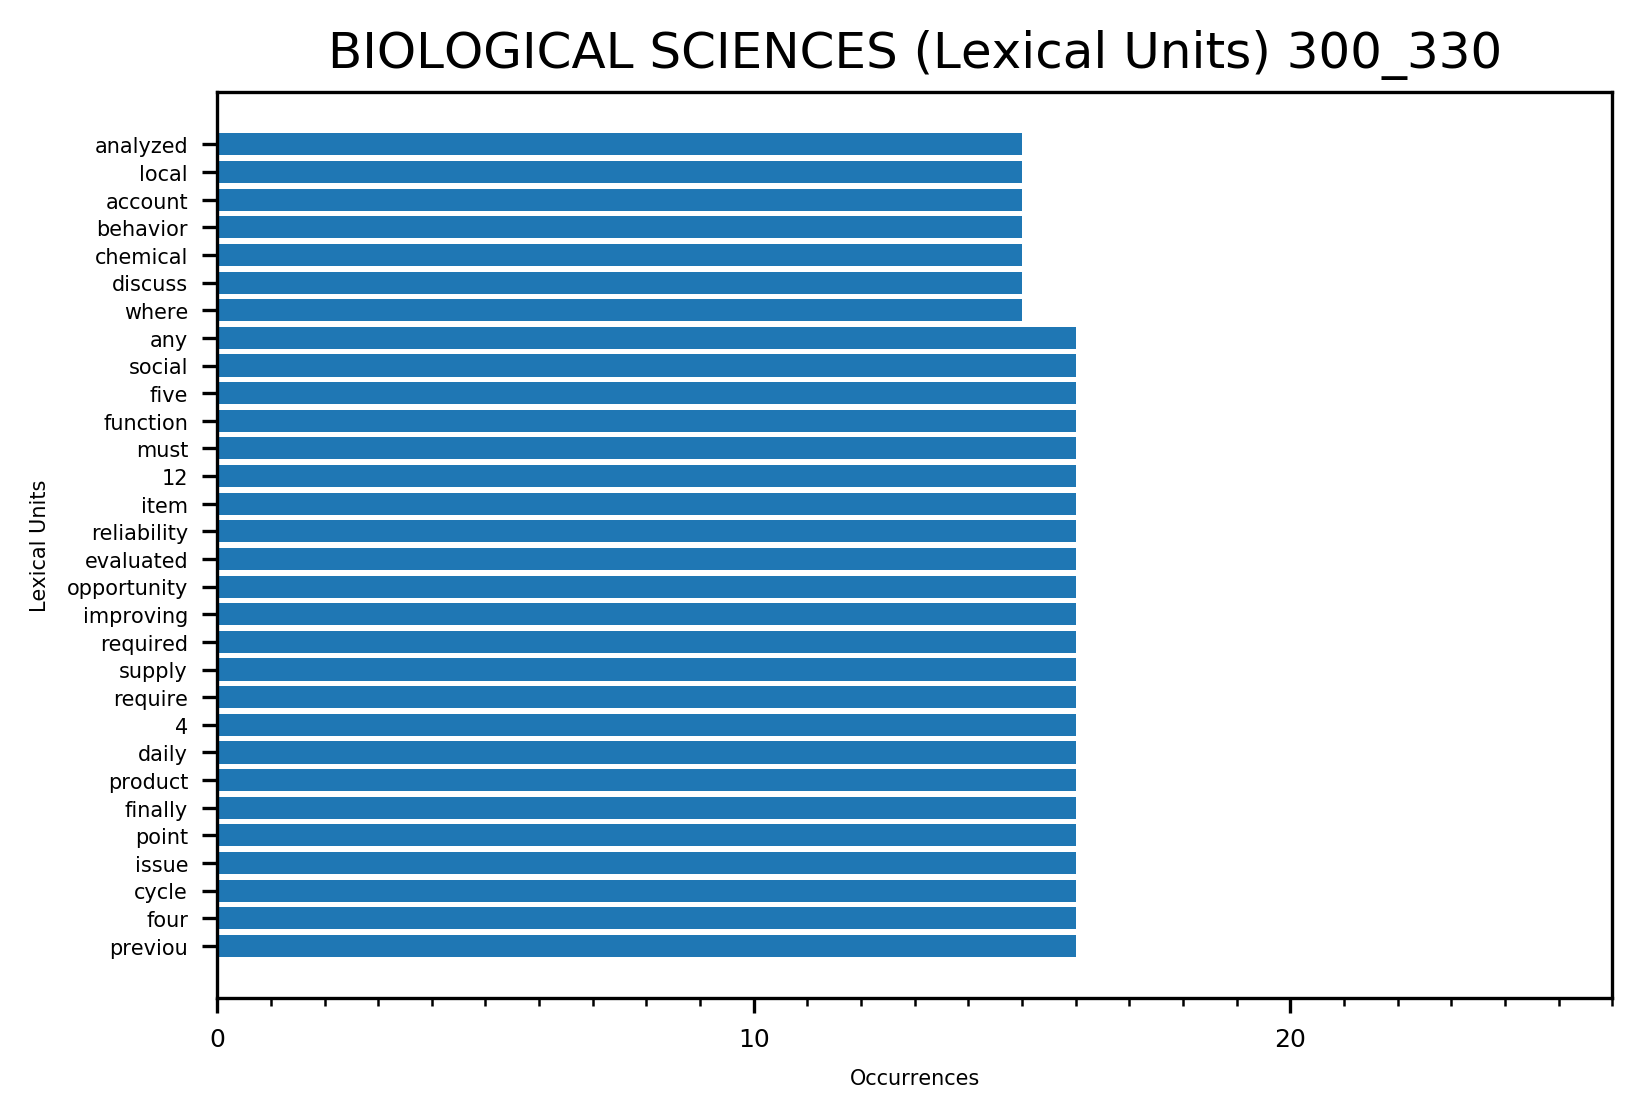 BIOLOGICAL SCIENCES (Lexical Units) 300_330
analyzed
local
account
behavior
chemical
discuss
where
any
social
five
function
must
12
item
reliability
evaluated
opportunity
improving
required
supply
require
4
daily
product
finally
point
issue
cycle
four
previou
Lexical Units
0 10 20
Occurrences